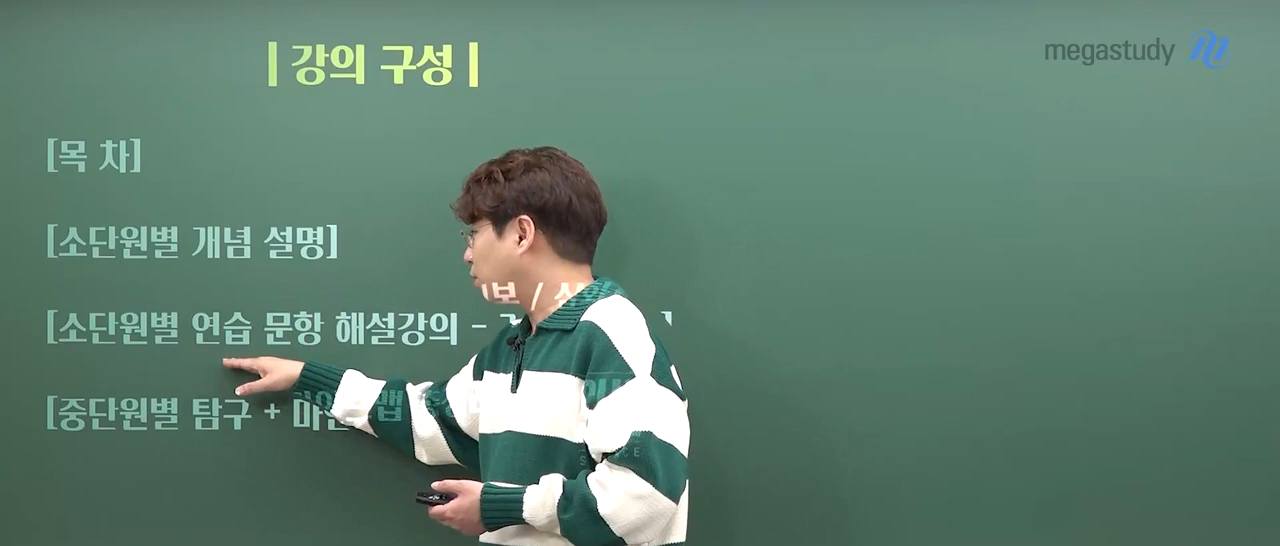 | 강의 구성 |
megastudy
[목 차]
[소단원별 개념 설명]
[소단원별 연습 문항 해설강의 -
[중단원별 탐구 +